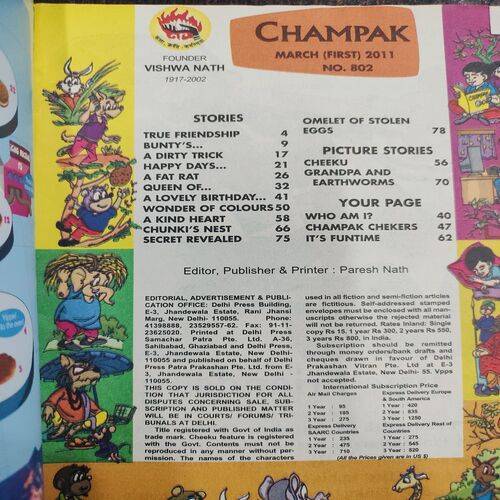 FOUNDER
VISHWA NATH
1917-2002
CHAMPAK
MARCH (FIRST) 2011
NO. 802
STORIES
TRUE FRIENDSHIP 4
BUNTY'S... 9
A DIRTY TRICK 17
HAPPY DAYS... 21
A FAT RAT 26
QUEEN OF... 32
A LOVELY BIRTHDAY... 41
WONDER OF COLOURS 50
A KIND HEART 58
CHUNKI'S NEST 66
SECRET REVEALED 75
OMELET OF STOLEN
EGGS 78
PICTURE STORIES
CHEEKU 56
GRANDPA AND
EARTHWORMS 70
YOUR PAGE
WHO AM I? 40
CHAMPAK CHEKERS 47
IT'S FUNTIME 62
Editor, Publisher & Printer : Paresh Nath
EDITORIAL, ADVERTISEMENT & PUBLI-
CATION OFFICE: Delhi Press Building,
E-3, Jhandewala Estate, Rani Jhansi
Marg, New Delhi- 110055. Phone:
41398888, 23529557-62. Fax: 91-11-
23625020. Printed at Delhi Press
Samachar Patra Pte. Ltd. A-36,
Sahibabad, Ghaziabad. Delhi Press,
E-3, Jhandewala Estate, New Delhi-
110055 and published on behalf of Delhi
Press Patra Prakashan Pte. Ltd. from E-
3, Jhandewala Estate, New Delhi -
110055.
THIS COPY IS SOLD ON THE CONDI-
TION THAT JURISDICTION FOR ALL
DISPUTES CONCERNING SALE, SUB-
SCRIPTION AND PUBLISHED MATTER
WILL BE IN COURTS/ FORUMS/ TRI-
BUNALS AT DELHI.
Title registered with Govt of India as
trade mark. Cheeku feature is registered
with the Govt. Contents must not be
reproduced in any manner without per-
mission. The names of the characters
used in all fiction and semi-fiction articles
are fictitious. Self-addressed stamped
envelopes must be enclosed with all man-
uscripts otherwise the rejected material
will not be returned. Rates Inland: Single
copy Rs 15, 1 year Rs 300, 2 years Rs 550,
3 years Rs 800, in India.
Subscription should be remitted
through money orders/bank drafts and
cheques drawn in favour of Delhi
Prakashan Vitran Pte. Ltd at E-3
Jhandewala Estate, New Delhi- 55. Vpps
not accepted.
International Subscription Price
Air Mail Charges
1 Year : 95
2 Year : 185
3 Year : 275
Express Delivery Europe
& South America
1 Year : 420
2 Year : 835
3 Year : 1250
Express Delivery
SAARC Countries
1 Year : 235
2 Year : 475
3 Year : 710
Express Delivery Rest of
Countries
1 Year : 275
2 Year : 545
3 Year : 820
(All the Prices given are in US $)